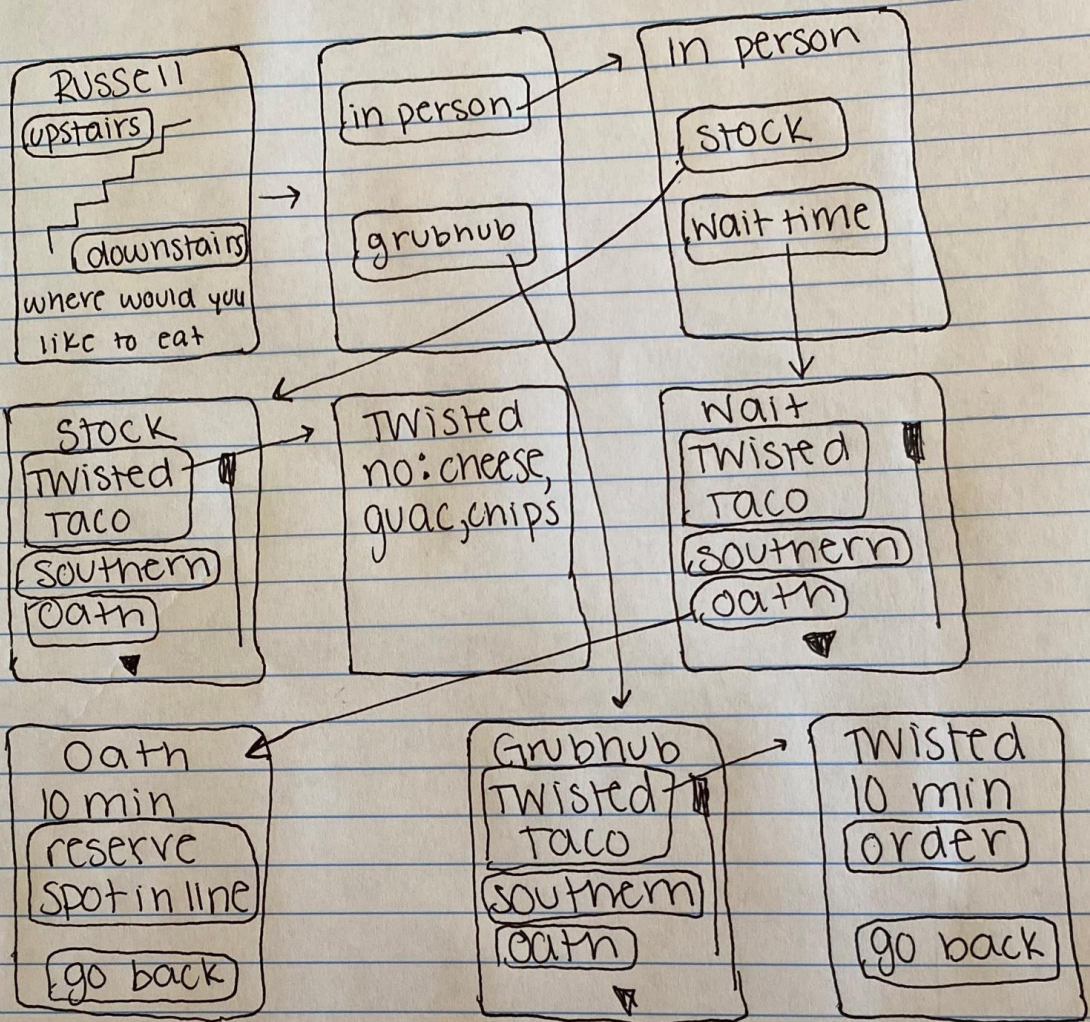 Russell
upstairs
downstairs
where would you
like to eat
in person
grubhub
In person
stock
wait time
Stock
Twisted
Taco
southern
oath
Twisted
no: cheese,
guac, chips
Wait
Twisted
Taco
southern
oath
Oath
10 min
reserve
spot in line
go back
Grubhub
Twisted
Taco
southern
oath
Twisted
10 min
order
go back